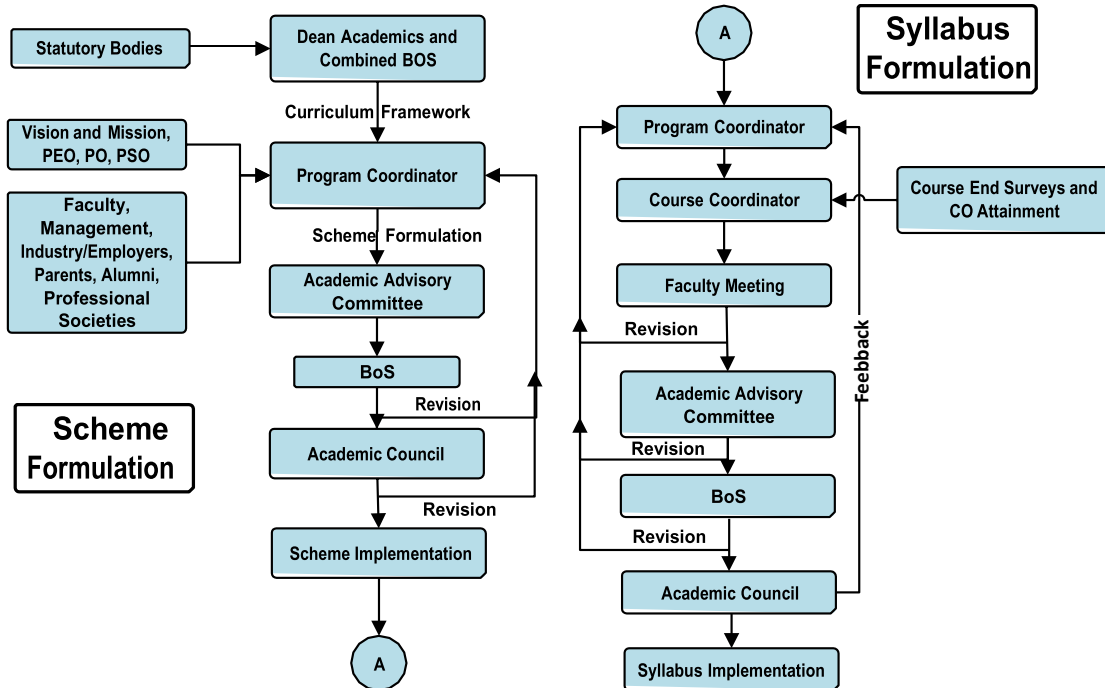 Statutory Bodies
Dean Academics and
Combined BOS
Curriculum Framework
Vision and Mission,
PEO, PO, PSO
Program Coordinator
Faculty,
Management,
Industry/Employers,
Parents, Alumni,
Professional
Societies
Scheme Formulation
Academic Advisory
Committee
BoS
Revision
Scheme
Formulation
Academic Council
Revision
Scheme Implementation
A
A
Syllabus
Formulation
Program Coordinator
Course Coordinator
Course End Surveys and
CO Attainment
Faculty Meeting
Revision
Feebback
Academic Advisory
Committee
Revision
BoS
Revision
Academic Council
Syllabus Implementation